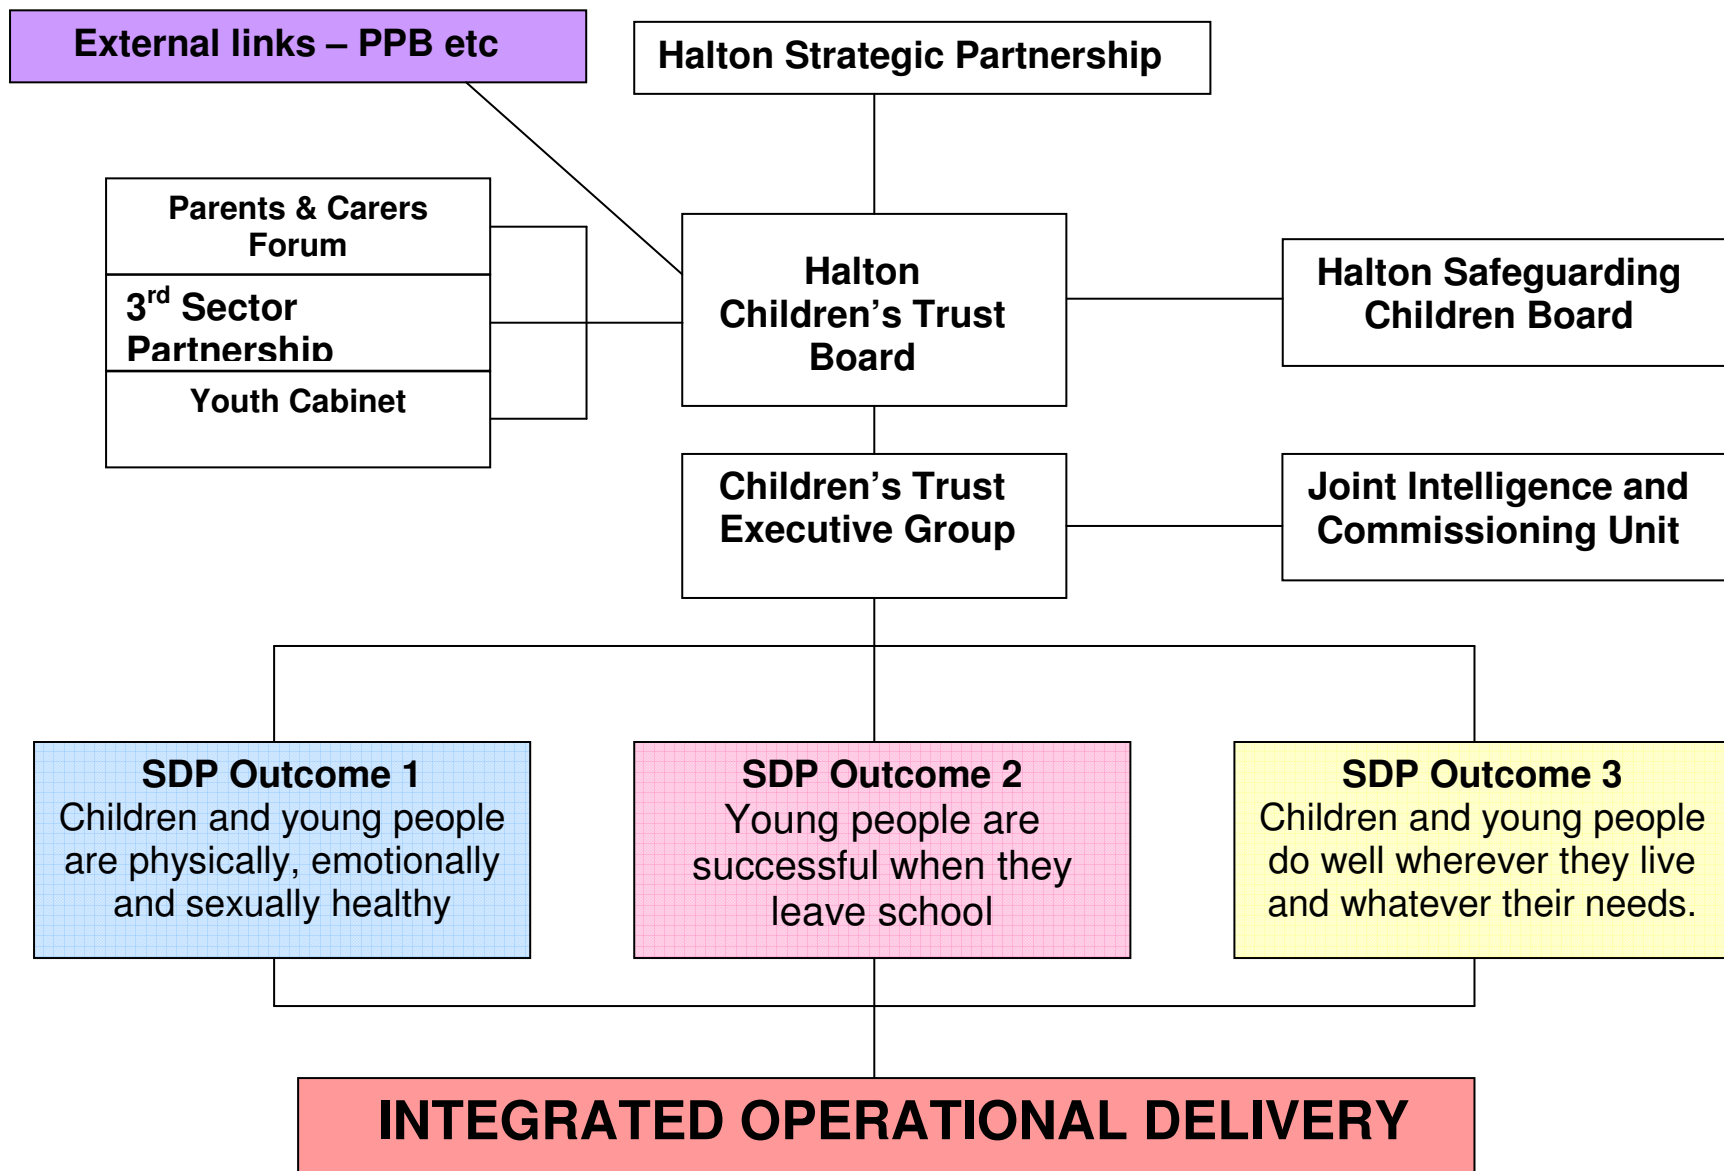 External links – PPB etc
Halton Strategic Partnership
Parents & Carers
Forum
3rd Sector
Partnership
Youth Cabinet
Halton
Children’s Trust
Board
Halton Safeguarding
Children Board
Children’s Trust
Executive Group
Joint Intelligence and
Commissioning Unit
SDP Outcome 1
Children and young people
are physically, emotionally
and sexually healthy
SDP Outcome 2
Young people are
successful when they
leave school
SDP Outcome 3
Children and young people
do well wherever they live
and whatever their needs.
INTEGRATED OPERATIONAL DELIVERY